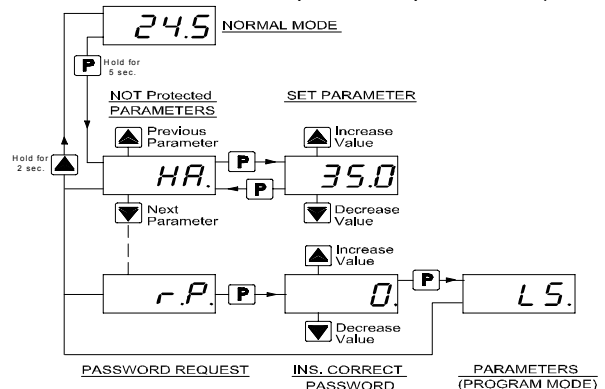 24.5 NORMAL MODE
P Hold for 5 sec.
NOT Protected PARAMETERS
SET PARAMETER
Previous Parameter
Increase Value
Hold for 2 sec.
P
HA.
35.0
P
Next Parameter
Decrease Value
Increase Value
r.P.
P
0.
P
LS.
Decrease Value
PASSWORD REQUEST
INS. CORRECT PASSWORD
PARAMETERS (PROGRAM MODE)